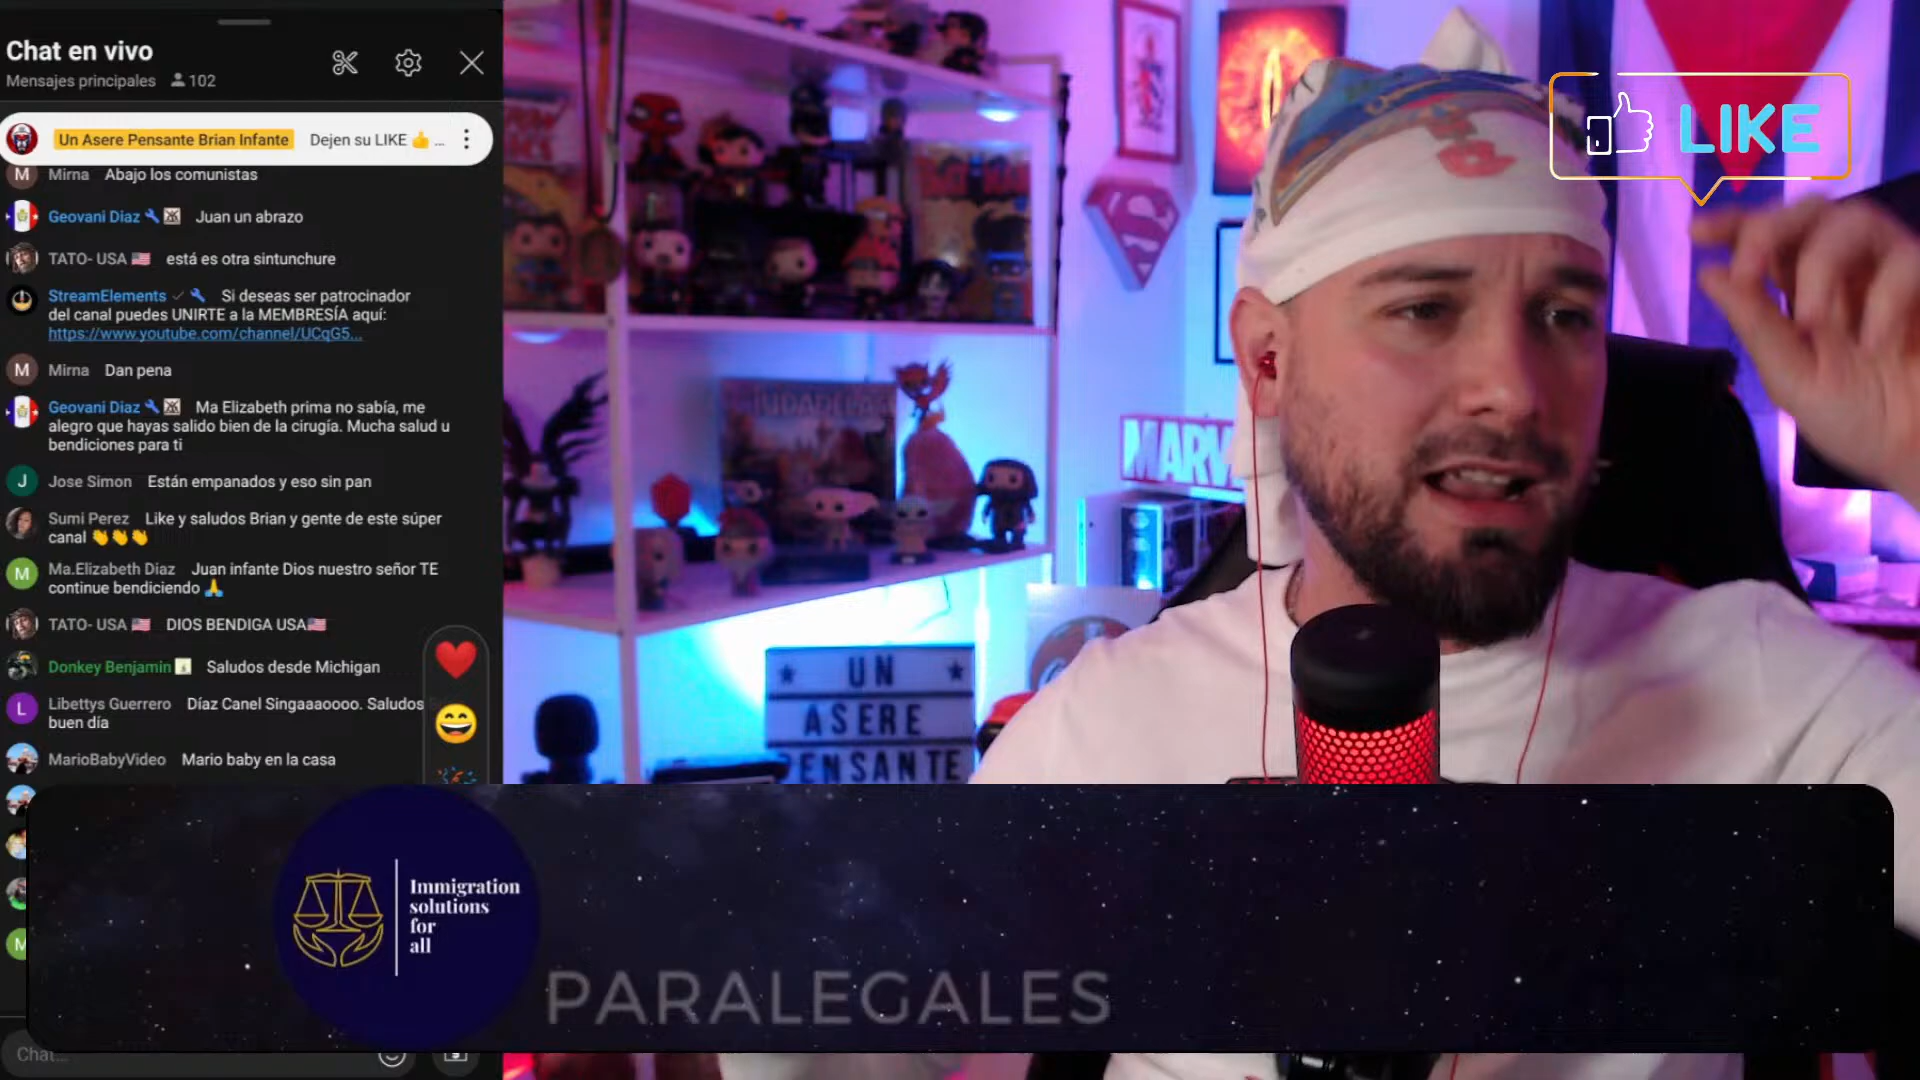 Chat en vivo
Mensajes principales 102
Un Asere Pensante Brian Infante Dejen su LIKE 👍 ...
M Mirna Abajo los comunistas
Geovani Diaz Juan un abrazo
TATO- USA 🇺🇸 está es otra sintunchure
StreamElements Si deseas ser patrocinador
del canal puedes UNIRTE a la MEMBRESÍA aquí:
https://www.youtube.com/channel/UCqG5...
M Mirna Dan pena
Geovani Diaz Ma Elizabeth prima no sabía, me
alegro que hayas salido bien de la cirugía. Mucha salud u
bendiciones para ti
J Jose Simon Están empanados y eso sin pan
Sumi Perez Like y saludos Brian y gente de este súper
canal 👏👏👏
M Ma.Elizabeth Diaz Juan infante Dios nuestro señor TE
continue bendiciendo 🙏
TATO- USA 🇺🇸 DIOS BENDIGA USA🇺🇸
Donkey Benjamin Saludos desde Michigan
L Libettys Guerrero Díaz Canel Singaaaoooo. Saludos
buen día
MarioBabyVideo Mario baby en la casa
M
Chat...
LIKE
MARV
UN
ASERE
PENSANTE
Immigration
solutions
for
all
PARALEGALES